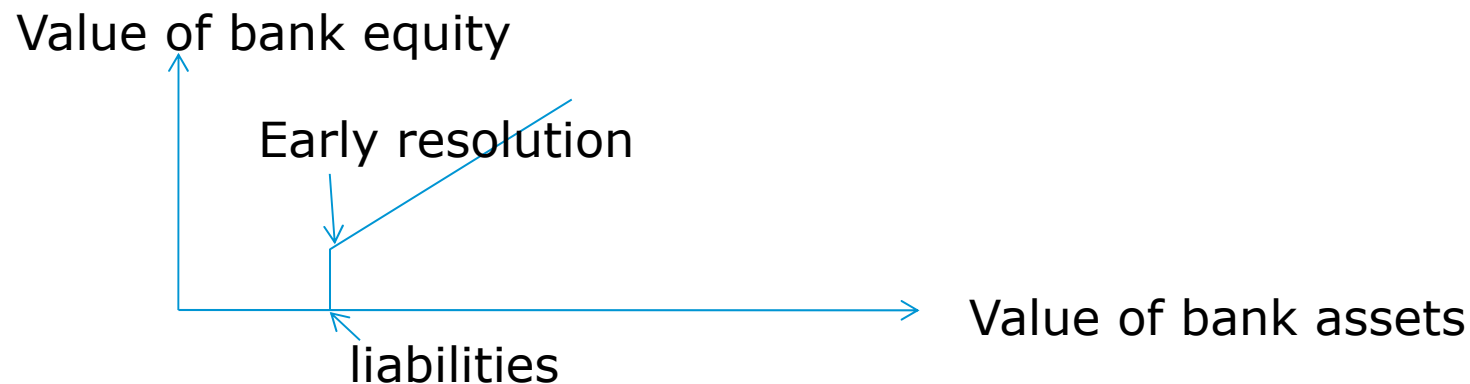 Value of bank equity
Early resolution
Value of bank assets
liabilities